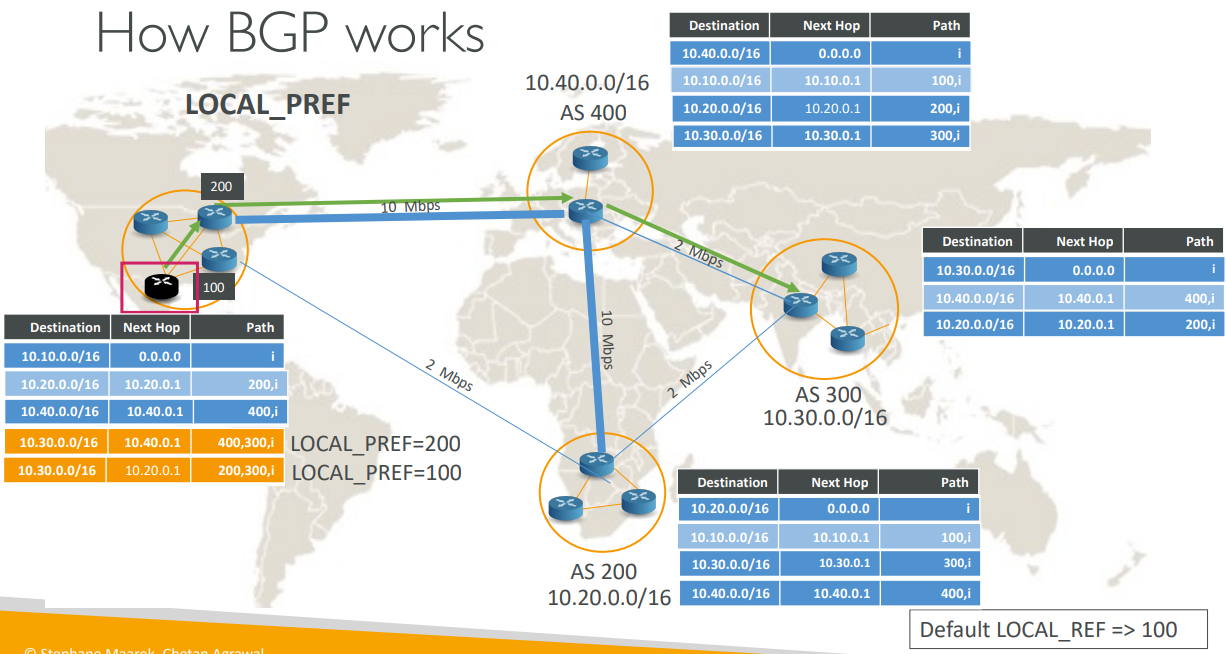 How BGP works
LOCAL_PREF
10.40.0.0/16
AS 400
Destination Next Hop Path
10.40.0.0/16 0.0.0.0 i
10.10.0.0/16 10.10.0.1 100,i
10.20.0.0/16 10.20.0.1 200,i
10.30.0.0/16 10.30.0.1 300,i
200
10 Mbps
2 Mbps
100
10 Mbps
2 Mbps
2 Mbps
Destination Next Hop Path
10.30.0.0/16 0.0.0.0 i
10.40.0.0/16 10.40.0.1 400,i
10.20.0.0/16 10.20.0.1 200,i
Destination Next Hop Path
10.10.0.0/16 0.0.0.0 i
10.20.0.0/16 10.20.0.1 200,i
10.40.0.0/16 10.40.0.1 400,i
10.30.0.0/16 10.40.0.1 400,300,i LOCAL_PREF=200
10.30.0.0/16 10.20.0.1 200,300,i LOCAL_PREF=100
AS 300
10.30.0.0/16
Destination Next Hop Path
10.20.0.0/16 0.0.0.0 i
10.10.0.0/16 10.10.0.1 100,i
10.30.0.0/16 10.30.0.1 300,i
10.40.0.0/16 10.40.0.1 400,i
AS 200
10.20.0.0/16
Default LOCAL_REF => 100
© Stephane Maarek, Chetan Agrawal